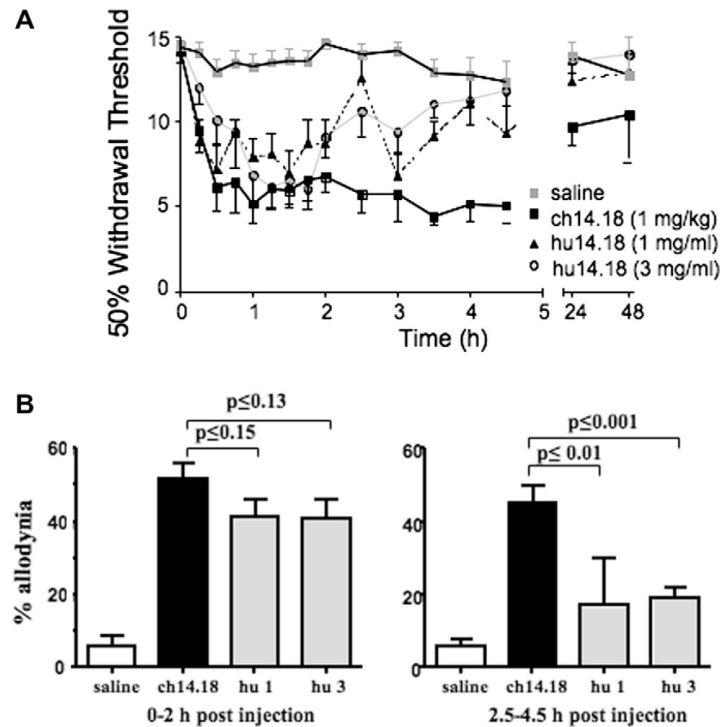 A
50% Withdrawal Threshold
15
10
5
0
saline
ch14.18 (1 mg/kg)
hu14.18 (1 mg/ml)
hu14.18 (3 mg/ml)
0 1 2 3 4 5 24 48
Time (h)
B
% allodynia
p≤0.13
p≤0.15
60
40
20
0
saline ch14.18 hu 1 hu 3
0-2 h post injection
p≤0.001
p≤ 0.01
60
40
20
0
saline ch14.18 hu 1 hu 3
2.5-4.5 h post injection